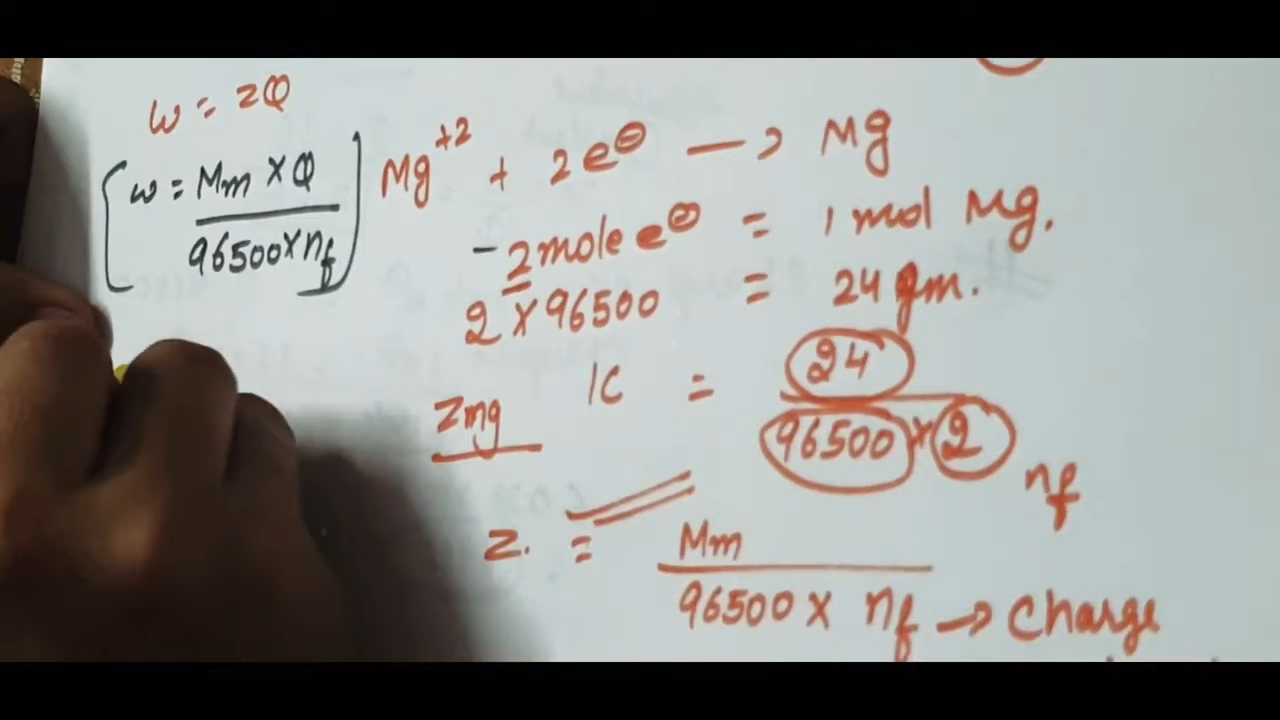 w = ZQ
[w = Mm × Q / 96500 × nf]
Mg+2 + 2e⊖ → Mg
- 2 mole e⊖ = 1 mol Mg.
2 × 96500 = 24 gm.
Zmg 1C = 24 / 96500 × 2 nf
Z. = Mm / 96500 × nf → Charge